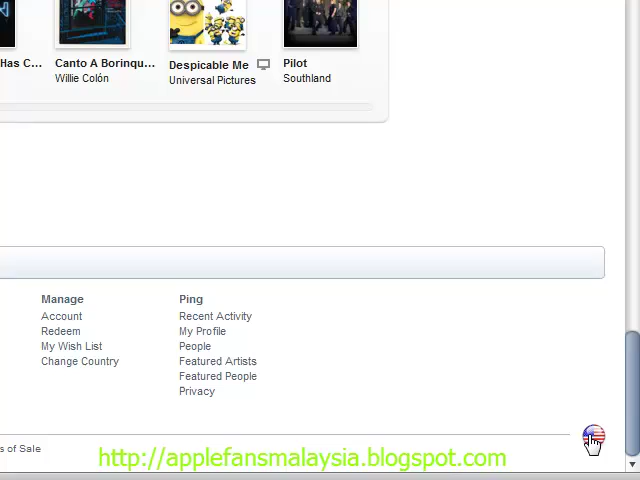 Has C...
Canto A Borinqu...
Despicable Me
Pilot
Willie Colón
Universal Pictures
Southland
Manage
Account
Redeem
My Wish List
Change Country
Ping
Recent Activity
My Profile
People
Featured Artists
Featured People
Privacy
s of Sale
http://applefansmalaysia.blogspot.com